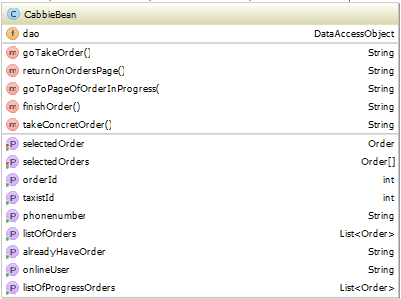 C CabbieBean
f dao DataAccessObject
m goTakeOrder() String
m returnOnOrdersPage() String
m goToPageOfOrderInProgress( String
m finishOrder() String
m takeConcretOrder() String
P selectedOrder Order
P selectedOrders Order[]
P orderId int
P taxistId int
P phonenumber String
P listOfOrders List<Order>
P alreadyHaveOrder String
P onlineUser String
P listOfProgressOrders List<Order>